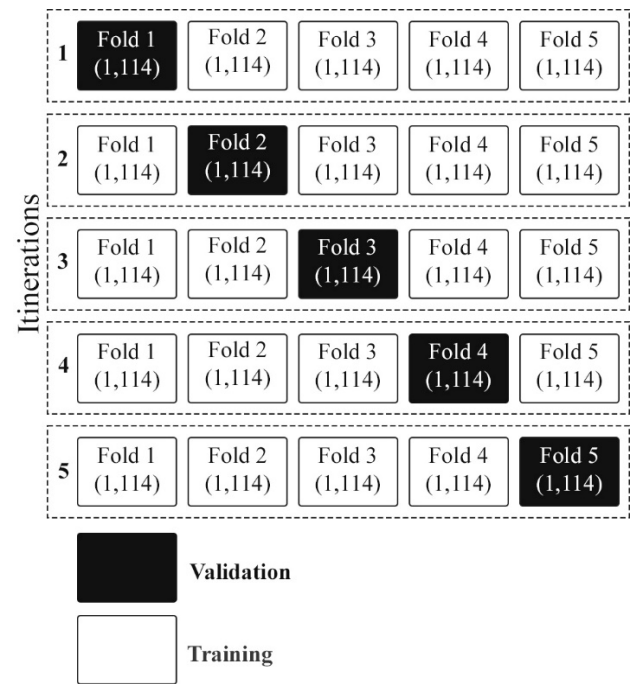 Itinerations
1
Fold 1 Fold 2 Fold 3 Fold 4 Fold 5
(1,114) (1,114) (1,114) (1,114) (1,114)
2
Fold 1 Fold 2 Fold 3 Fold 4 Fold 5
(1,114) (1,114) (1,114) (1,114) (1,114)
3
Fold 1 Fold 2 Fold 3 Fold 4 Fold 5
(1,114) (1,114) (1,114) (1,114) (1,114)
4
Fold 1 Fold 2 Fold 3 Fold 4 Fold 5
(1,114) (1,114) (1,114) (1,114) (1,114)
5
Fold 1 Fold 2 Fold 3 Fold 4 Fold 5
(1,114) (1,114) (1,114) (1,114) (1,114)
Validation
Training